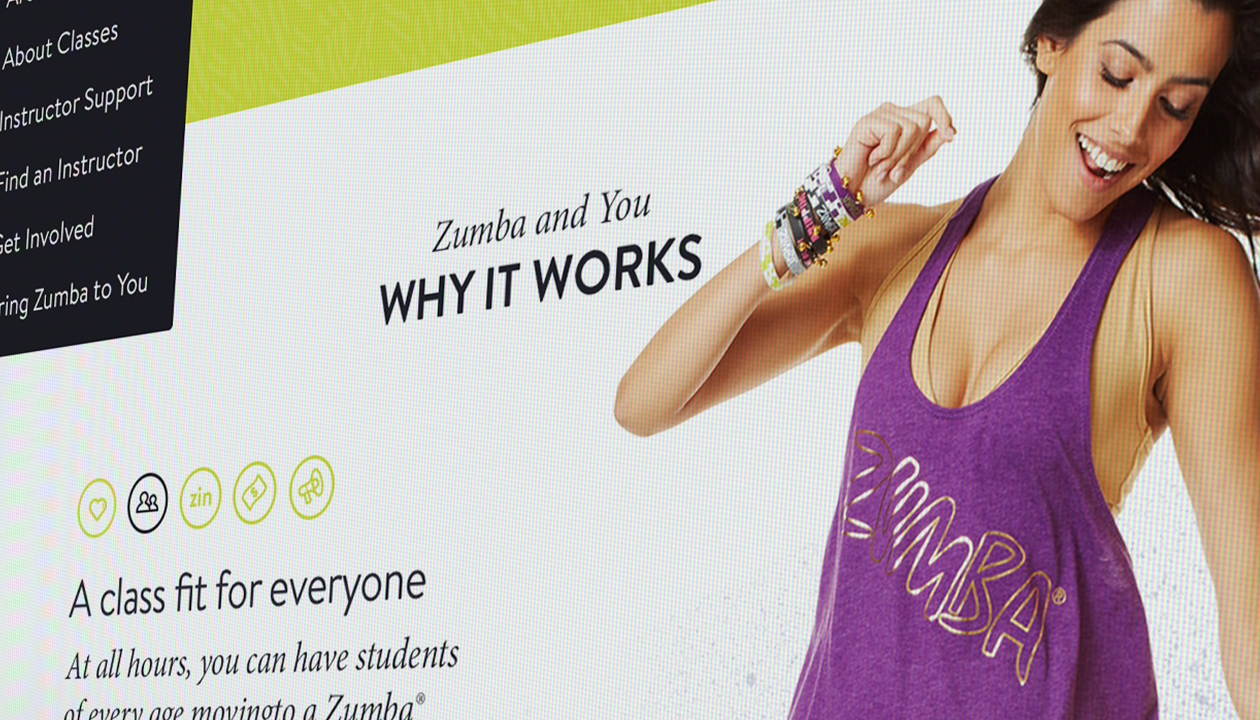 About Classes
Instructor Support
Find an Instructor
Get Involved
ring Zumba to You
Zumba and You
WHY IT WORKS
zin
$
A class fit for everyone
At all hours, you can have students
of every age movingto a Zumba®
ZUMBA®